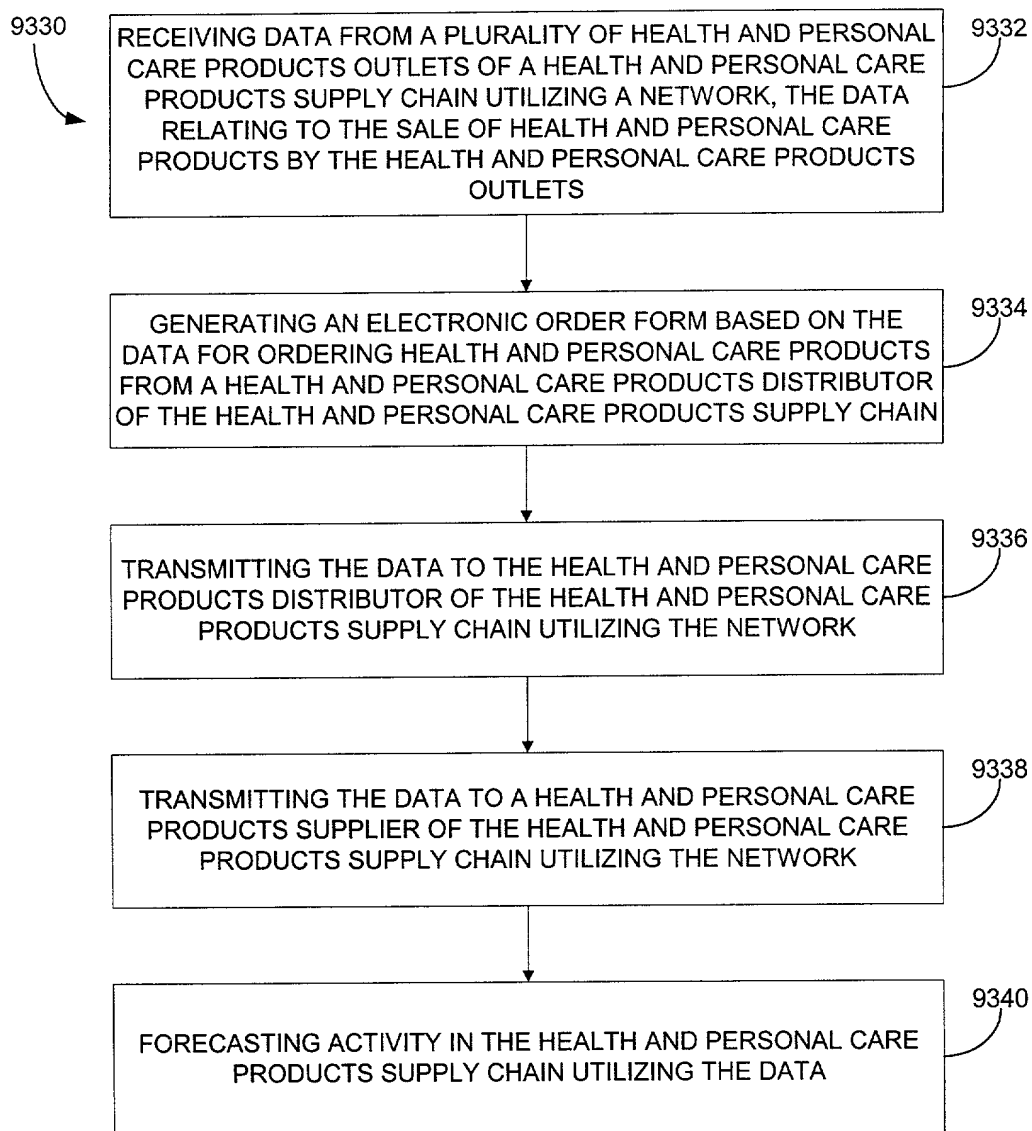 9330
9332
RECEIVING DATA FROM A PLURALITY OF HEALTH AND PERSONAL
CARE PRODUCTS OUTLETS OF A HEALTH AND PERSONAL CARE
PRODUCTS SUPPLY CHAIN UTILIZING A NETWORK, THE DATA
RELATING TO THE SALE OF HEALTH AND PERSONAL CARE
PRODUCTS BY THE HEALTH AND PERSONAL CARE PRODUCTS
OUTLETS
9334
GENERATING AN ELECTRONIC ORDER FORM BASED ON THE
DATA FOR ORDERING HEALTH AND PERSONAL CARE PRODUCTS
FROM A HEALTH AND PERSONAL CARE PRODUCTS DISTRIBUTOR
OF THE HEALTH AND PERSONAL CARE PRODUCTS SUPPLY CHAIN
9336
TRANSMITTING THE DATA TO THE HEALTH AND PERSONAL CARE
PRODUCTS DISTRIBUTOR OF THE HEALTH AND PERSONAL CARE
PRODUCTS SUPPLY CHAIN UTILIZING THE NETWORK
9338
TRANSMITTING THE DATA TO A HEALTH AND PERSONAL CARE
PRODUCTS SUPPLIER OF THE HEALTH AND PERSONAL CARE
PRODUCTS SUPPLY CHAIN UTILIZING THE NETWORK
9340
FORECASTING ACTIVITY IN THE HEALTH AND PERSONAL CARE
PRODUCTS SUPPLY CHAIN UTILIZING THE DATA